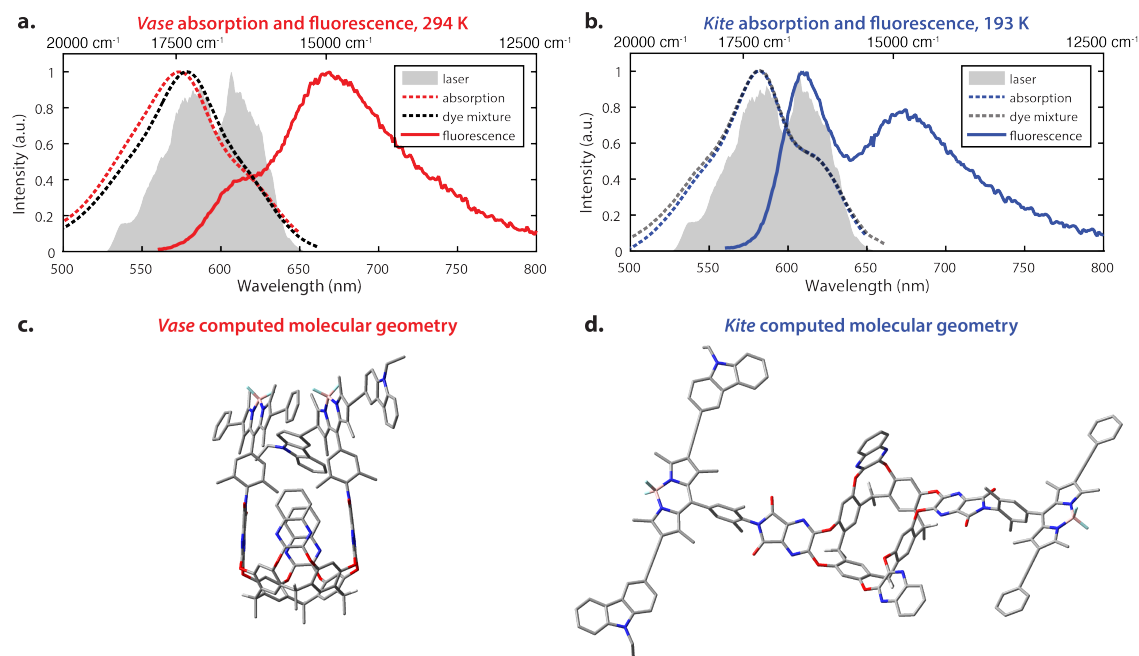 a.
Vase absorption and fluorescence, 294 K
20000 cm-1
17500 cm-1
15000 cm-1
12500 cm-1
Intensity (a.u.)
1
0.8
0.6
0.4
0.2
0
laser
absorption
dye mixture
fluorescence
500
550
600
650
700
750
800
Wavelength (nm)
b.
Kite absorption and fluorescence, 193 K
20000 cm-1
17500 cm-1
15000 cm-1
12500 cm-1
Intensity (a.u.)
1
0.8
0.6
0.4
0.2
0
laser
absorption
dye mixture
fluorescence
500
550
600
650
700
750
800
Wavelength (nm)
c.
Vase computed molecular geometry
d.
Kite computed molecular geometry